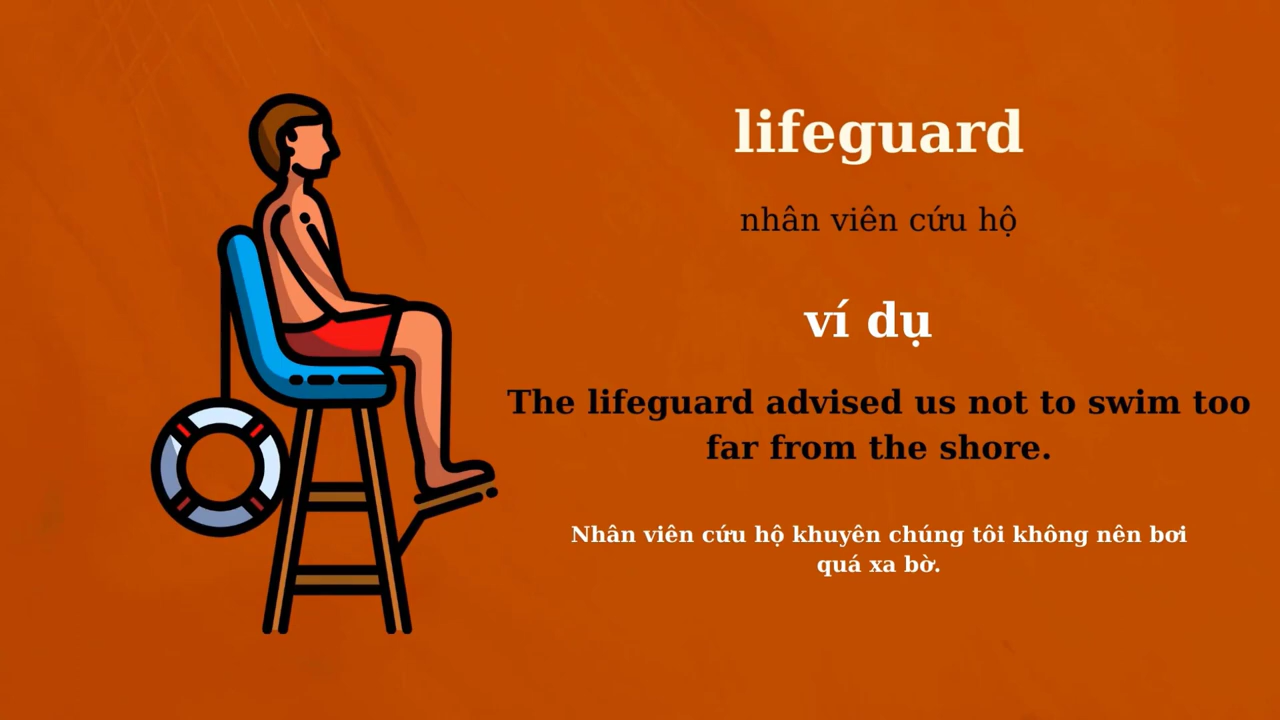 lifeguard
nhân viên cứu hộ
ví dụ
The lifeguard advised us not to swim too
far from the shore.
Nhân viên cứu hộ khuyên chúng tôi không nên bơi
quá xa bờ.